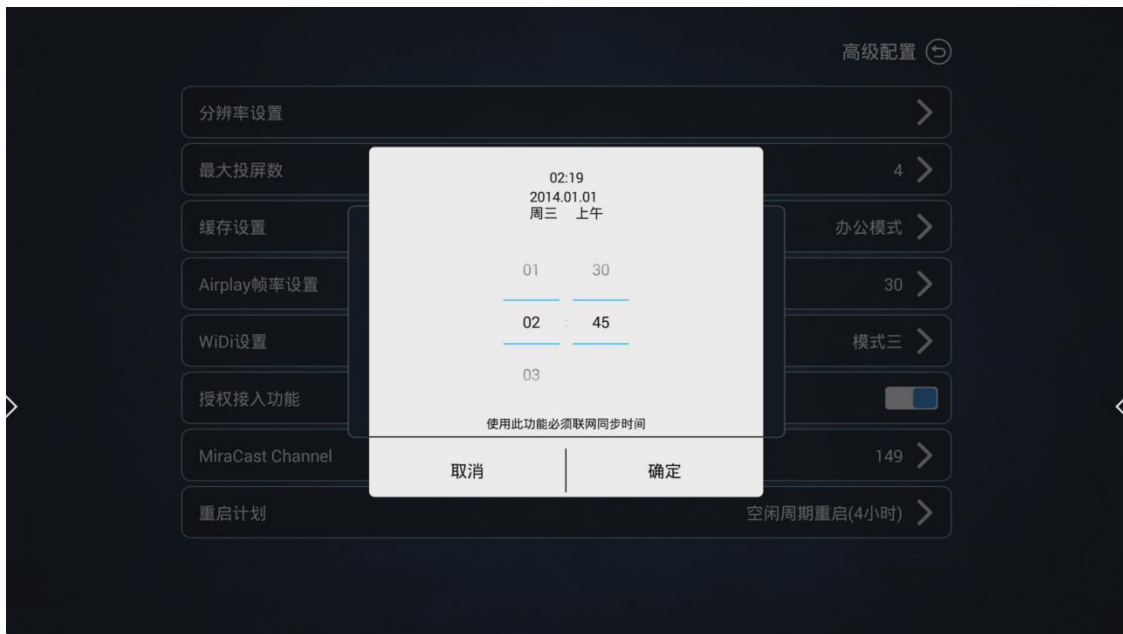 高级配置
分辨率设置
最大投屏数 4
缓存设置 办公模式
Airplay帧率设置 30
WiDi设置 模式三
授权接入功能
MiraCast Channel 149
重启计划 空闲周期重启(4小时)
02:19
2014.01.01
周三 上午
01 30
02 : 45
03
使用此功能必须联网同步时间
取消 确定